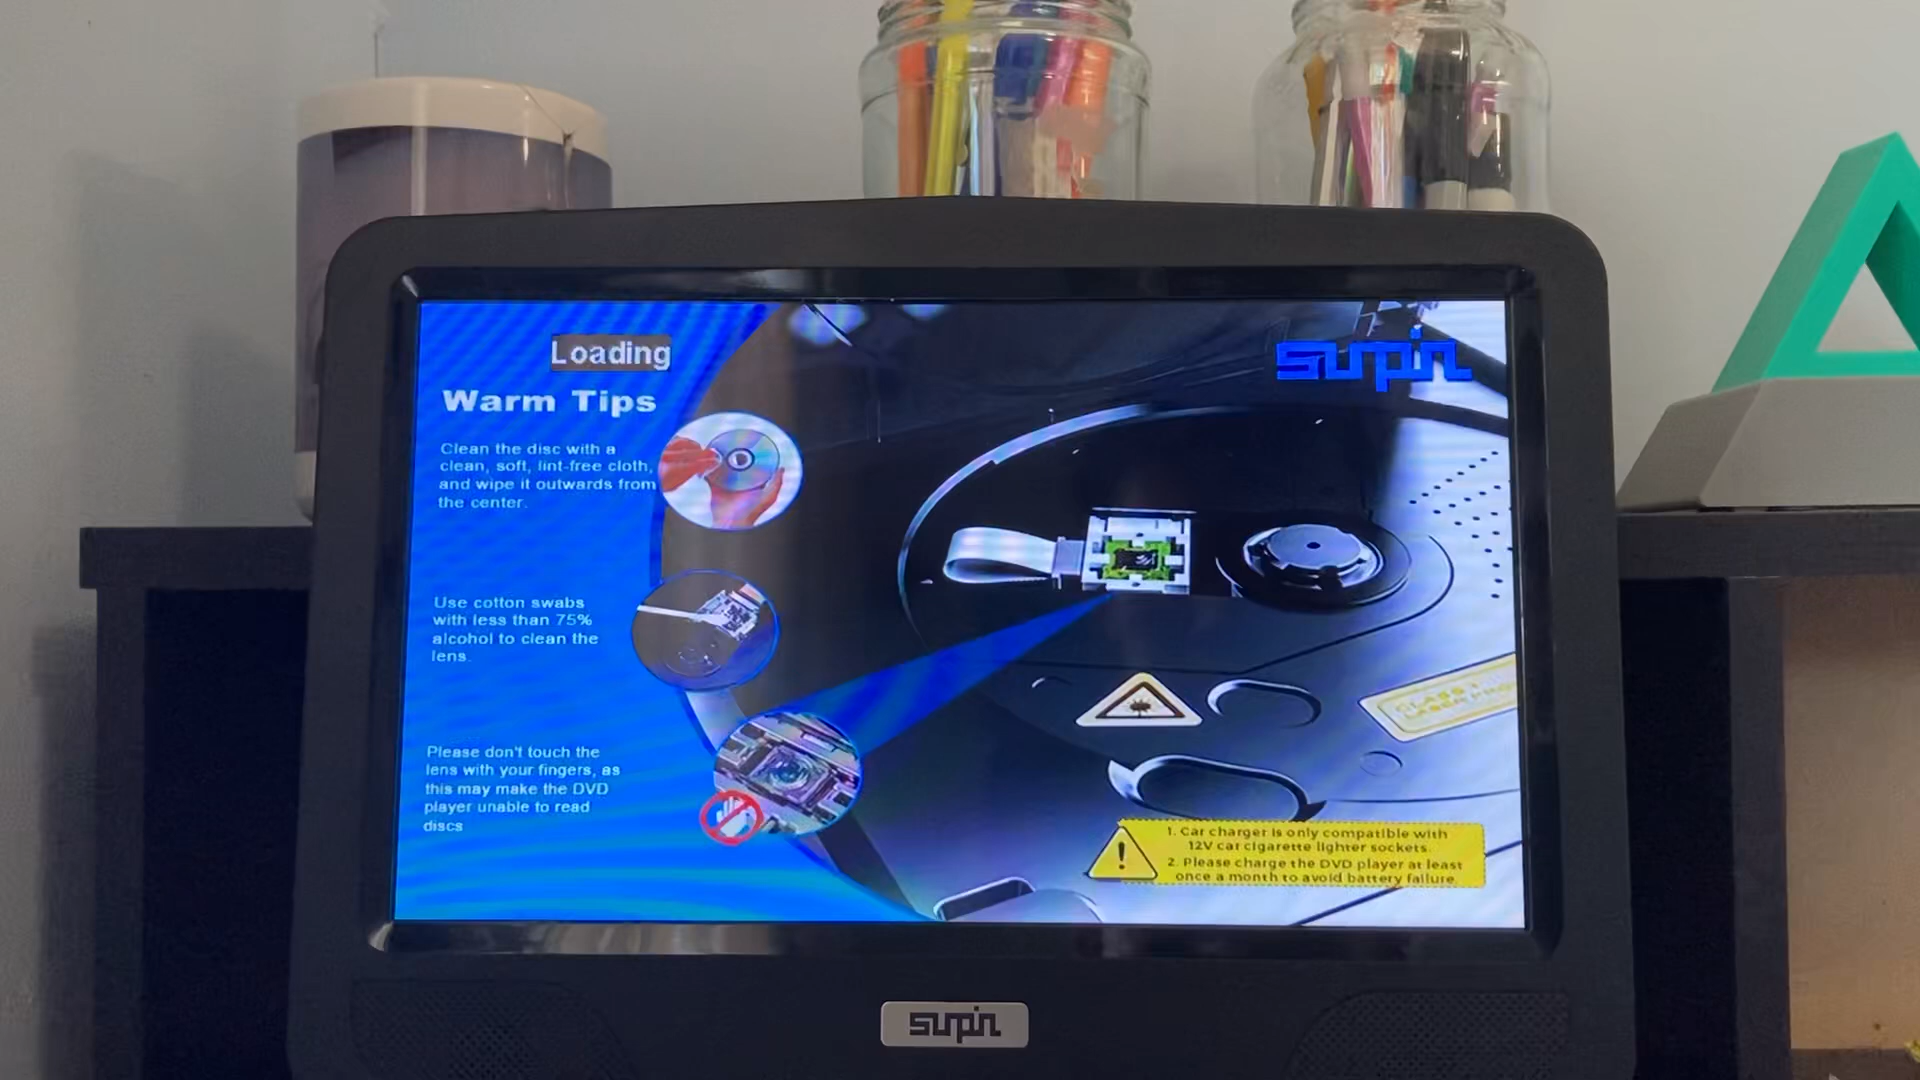 Loading
Warm Tips
Clean the disc with a
clean, soft, lint-free cloth,
and wipe it outwards from
the center.
Use cotton swabs
with less than 75%
alcohol to clean the
lens.
Please don't touch the
lens with your fingers, as
this may make the DVD
player unable to read
discs
supin
CLASS 1
LASER
1. Car charger is only compatible with
12V car cigarette lighter sockets.
2. Please charge the DVD player at least
once a month to avoid battery failure.
supin